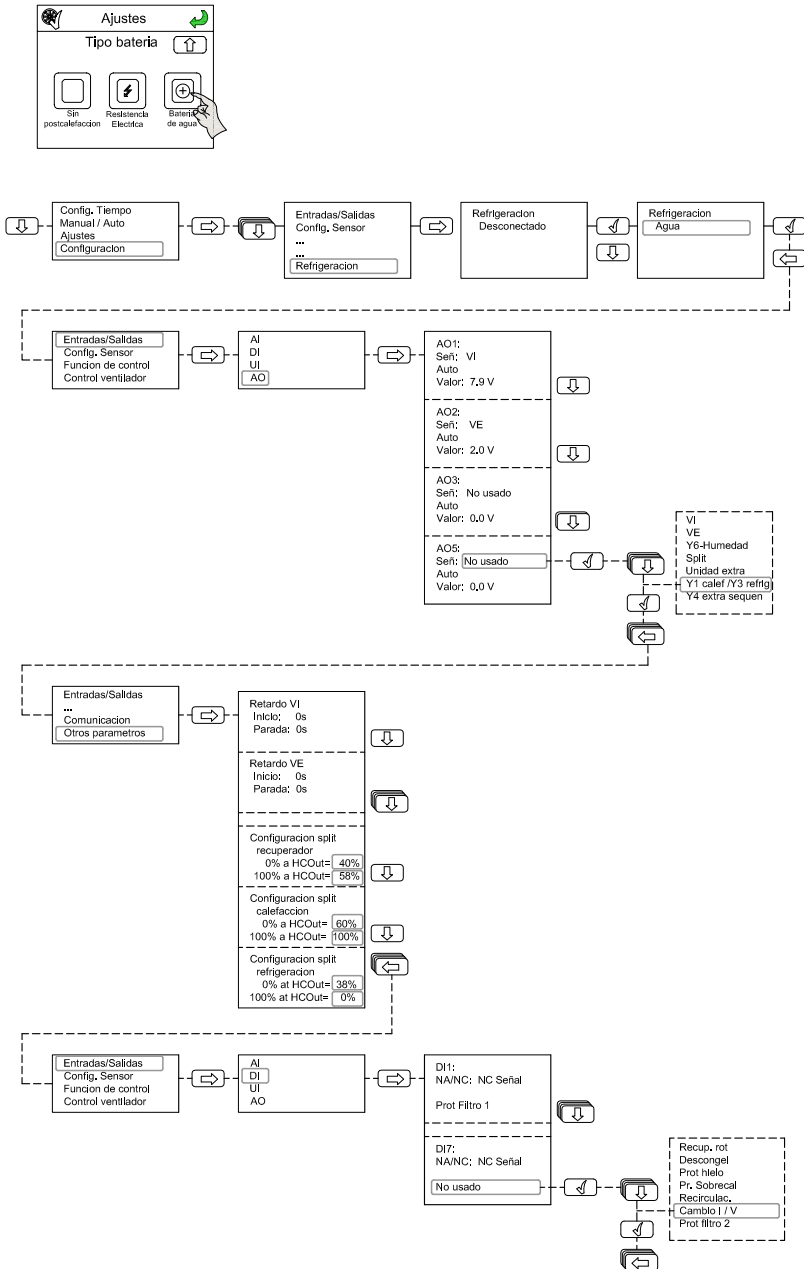 Ajustes
Tipo bateria
Sin
postcalefaccion
Resistencia
Electrica
Bateria
de agua
Config. Tiempo
Manual / Auto
Ajustes
Configuracion
Entradas/Salidas
Config. Sensor
...
...
Refrigeracion
Refrigeracion
Desconectado
Refrigeracion
Agua
Entradas/Salidas
Config. Sensor
Funcion de control
Control ventilador
AI
DI
UI
AO
AO1:
Señ: VI
Auto
Valor: 7.9 V
AO2:
Señ: VE
Auto
Valor: 2.0 V
AO3:
Señ: No usado
Auto
Valor: 0.0 V
AO5:
Señ: No usado
Auto
Valor: 0.0 V
VI
VE
Y6-Humedad
Split
Unidad extra
Y1 calef /Y3 refrig
Y4 extra sequen
Entradas/Salidas
...
Comunicacion
Otros parametros
Retardo VI
Inicio: 0s
Parada: 0s
Retardo VE
Inicio: 0s
Parada: 0s
Configuracion split
recuperador
0% a HCOut= 40%
100% a HCOut= 58%
Configuracion split
calefaccion
0% a HCOut= 60%
100% a HCOut= 100%
Configuracion split
refrigeracion
0% at HCOut= 38%
100% at HCOut= 0%
Entradas/Salidas
Config. Sensor
Funcion de control
Control ventilador
AI
DI
UI
AO
DI1:
NA/NC: NC Señal
Prot Filtro 1
DI7:
NA/NC: NC Señal
No usado
Recup. rot
Descongel
Prot hielo
Pr. Sobrecal
Recirculac.
Cambio I / V
Prot filtro 2